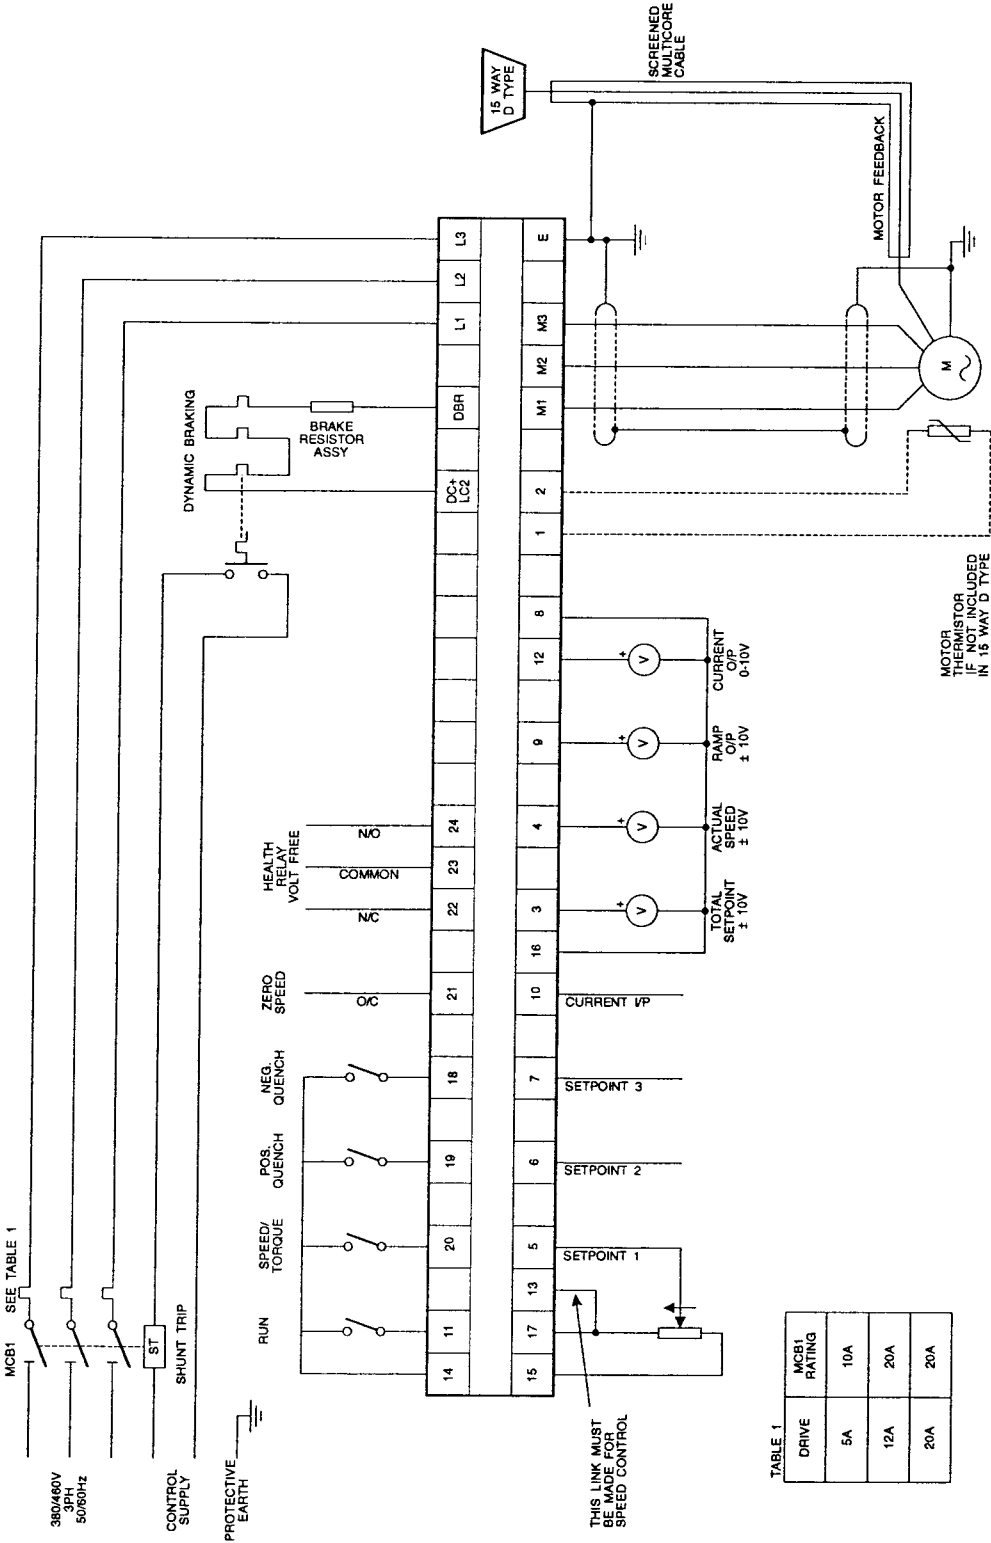 MCB1
SEE TABLE 1
380/460V
3PH
50/60Hz
CONTROL
SUPPLY
ST
SHUNT TRIP
PROTECTIVE
EARTH
RUN
SPEED/
TORQUE
POS.
QUENCH
NEG.
QUENCH
ZERO
SPEED
O/C
HEALTH
RELAY
VOLT FREE
N/C
COMMON
N/O
DYNAMIC BRAKING
BRAKE
RESISTOR
ASSY
14
11
20
19
18
21
22
23
24
DC+
LC2
DBR
L1
L2
L3
15
17
13
5
6
7
10
16
3
4
9
12
8
1
2
M1
M2
M3
E
THIS LINK MUST
BE MADE FOR
SPEED CONTROL
SETPOINT 1
SETPOINT 2
SETPOINT 3
CURRENT I/P
+
V
TOTAL
SETPOINT
± 10V
+
V
ACTUAL
SPEED
± 10V
+
V
RAMP
O/P
± 10V
+
V
CURRENT
O/P
0-10V
15 WAY
D TYPE
SCREENED
MULTICORE
CABLE
MOTOR FEEDBACK
M
MOTOR
THERMISTOR
IF NOT INCLUDED
IN 15 WAY D TYPE
TABLE 1
DRIVE MCB1 RATING
5A 10A
12A 20A
20A 20A